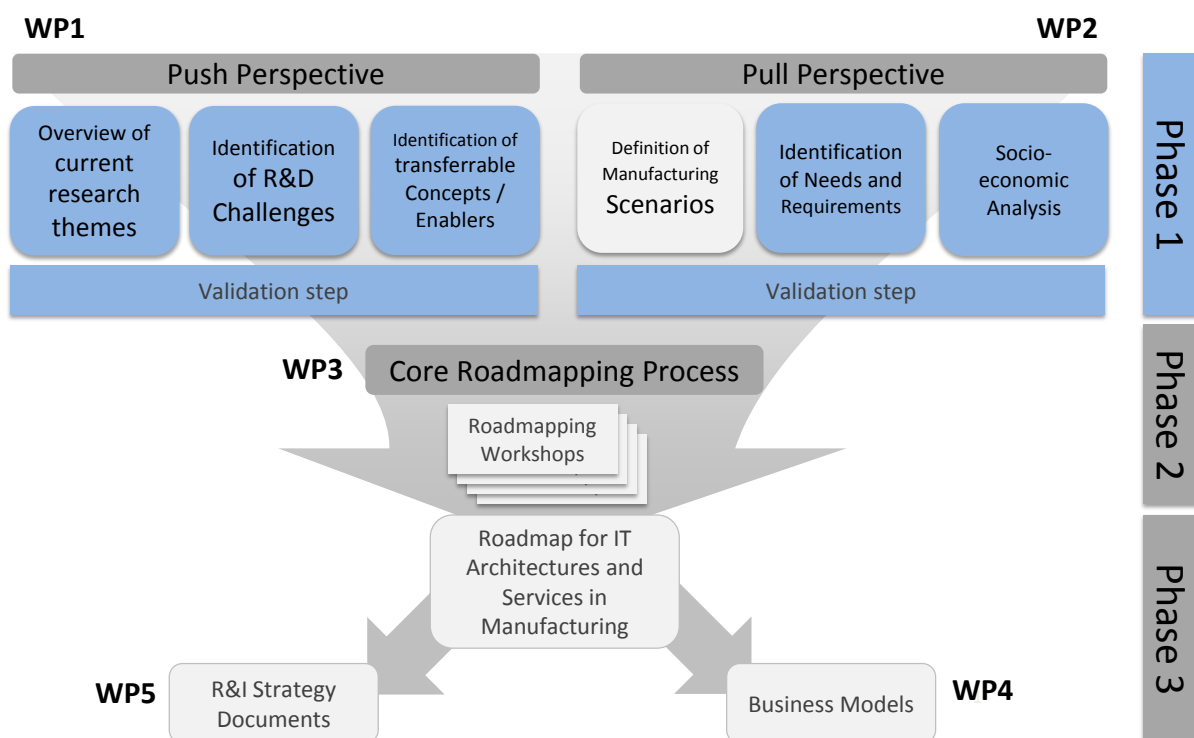 WP1
WP2
Push Perspective
Pull Perspective
Overview of
current
research
themes
Identification
of R&D
Challenges
Identification of
transferrable
Concepts /
Enablers
Definition of
Manufacturing
Scenarios
Identification
of Needs and
Requirements
Socio-
economic
Analysis
Phase 1
Validation step
Validation step
WP3
Core Roadmapping Process
Roadmapping
Workshops
Phase 2
Roadmap for IT
Architectures and
Services in
Manufacturing
Phase 3
WP5
R&I Strategy
Documents
Business Models
WP4